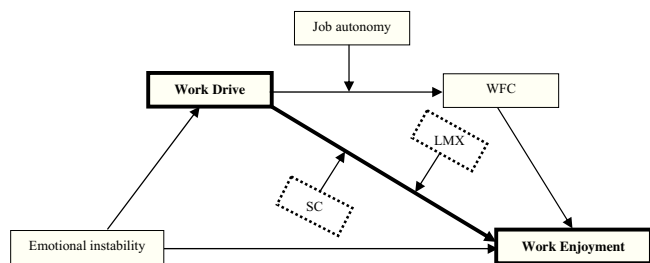 Job autonomy
Work Drive
WFC
LMX
SC
Emotional instability
Work Enjoyment